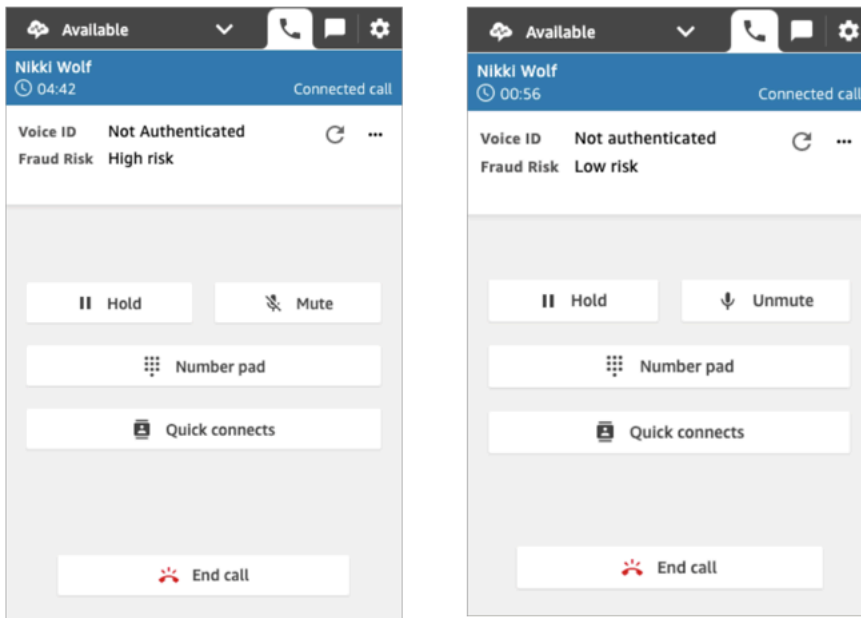 Available
Nikki Wolf
04:42 Connected call
Voice ID Not Authenticated
Fraud Risk High risk
Hold Mute
Number pad
Quick connects
End call
Available
Nikki Wolf
00:56 Connected call
Voice ID Not authenticated
Fraud Risk Low risk
Hold Unmute
Number pad
Quick connects
End call